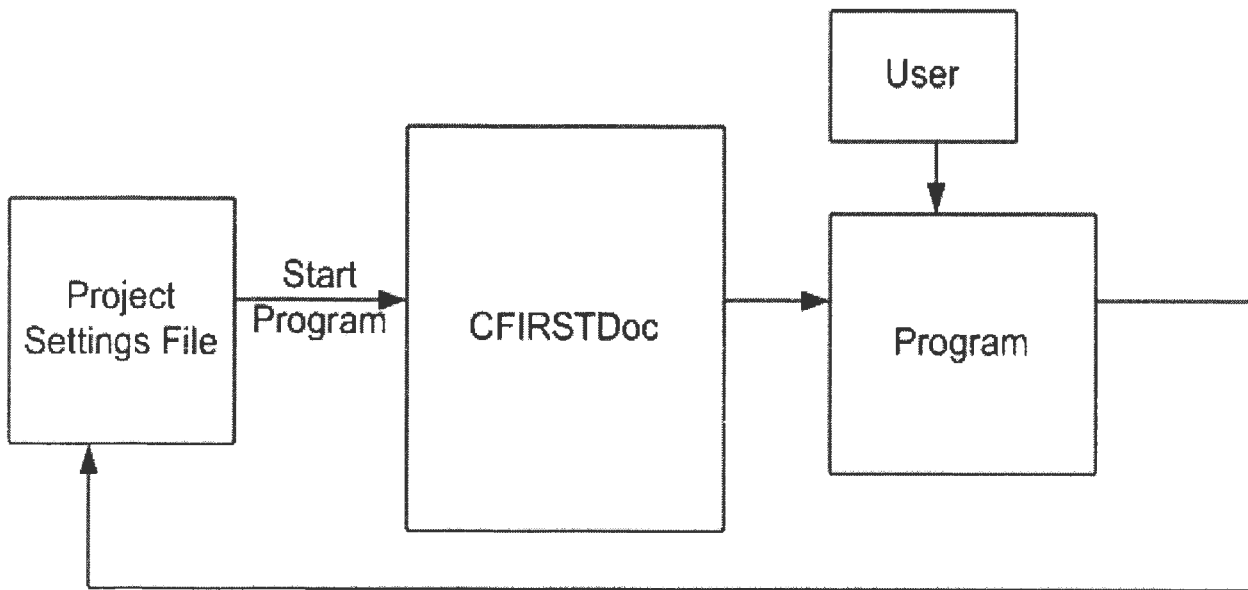 User
Start
Program
Project
Settings File
CFIRSTDoc
Program